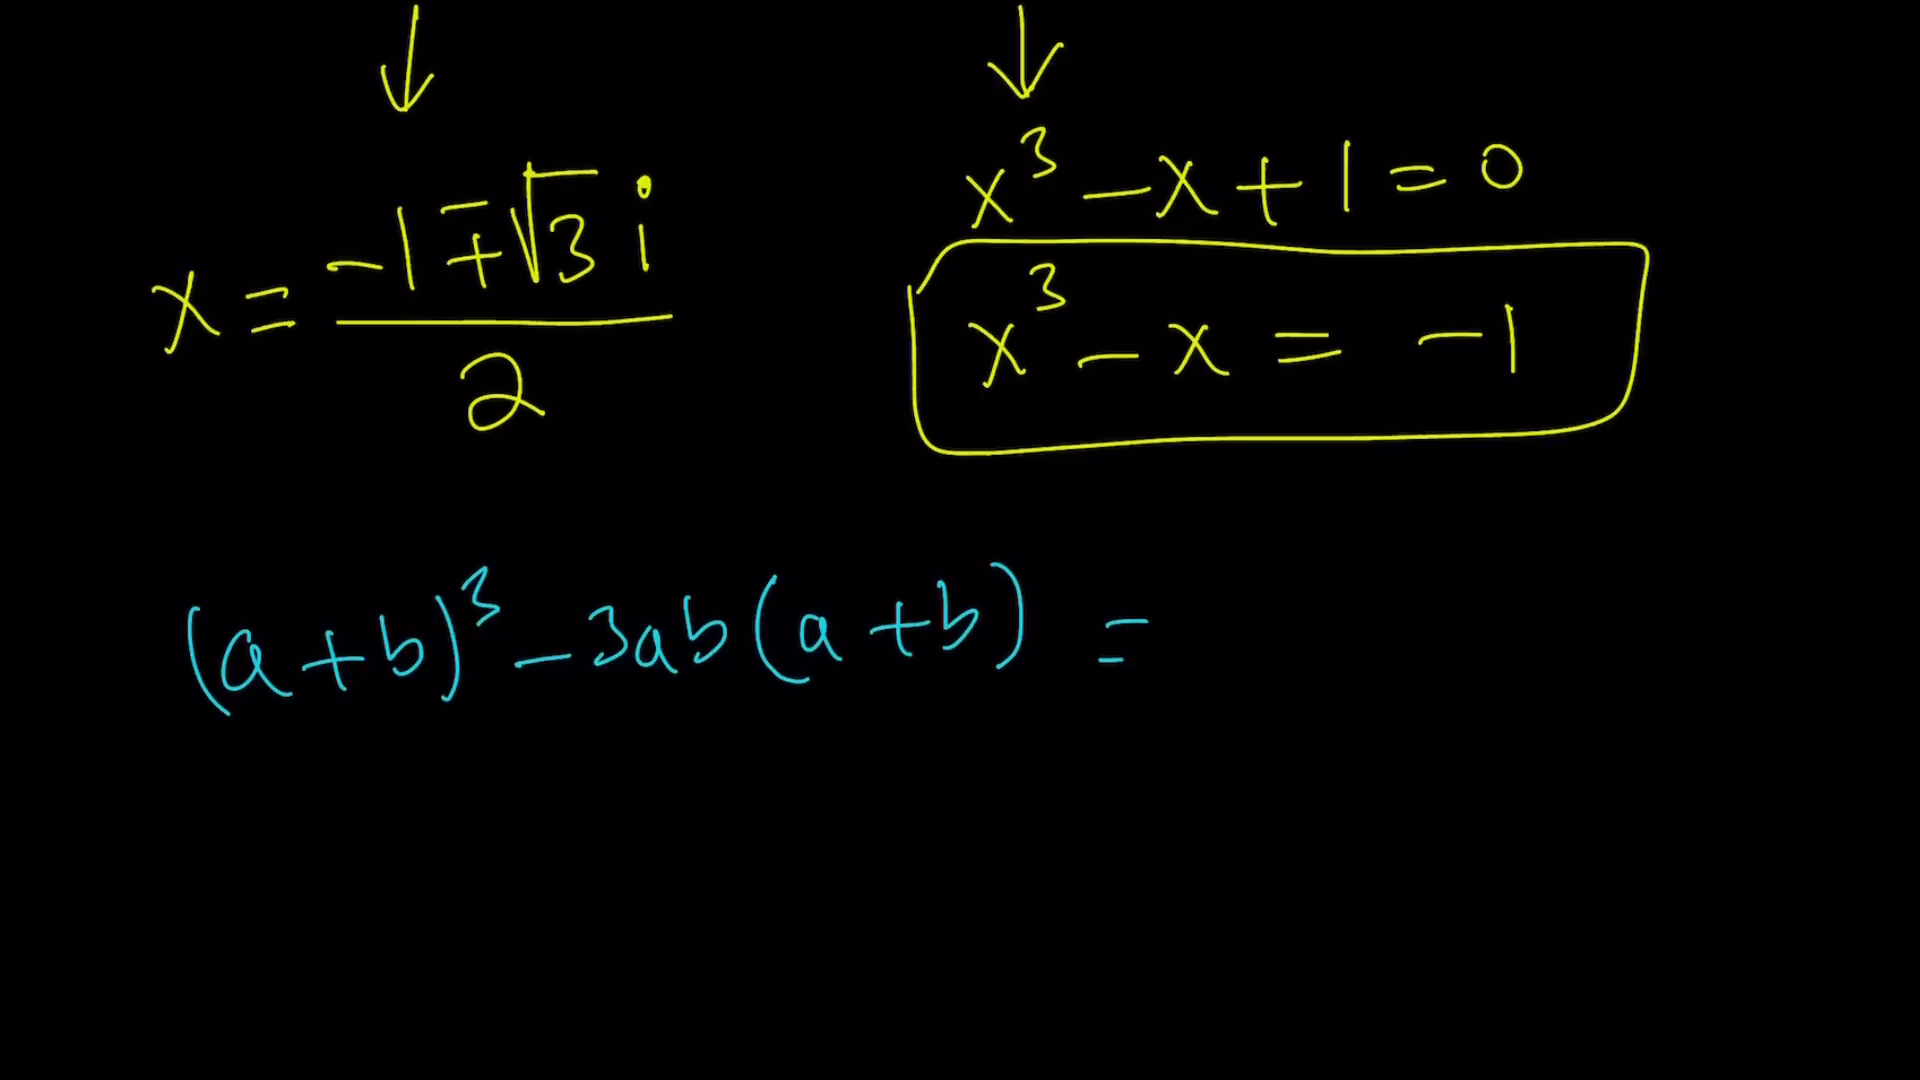 x = (-1 ∓ √3 i) / 2
x³ - x + 1 = 0
x³ - x = -1
(a + b)³ - 3ab(a + b) =